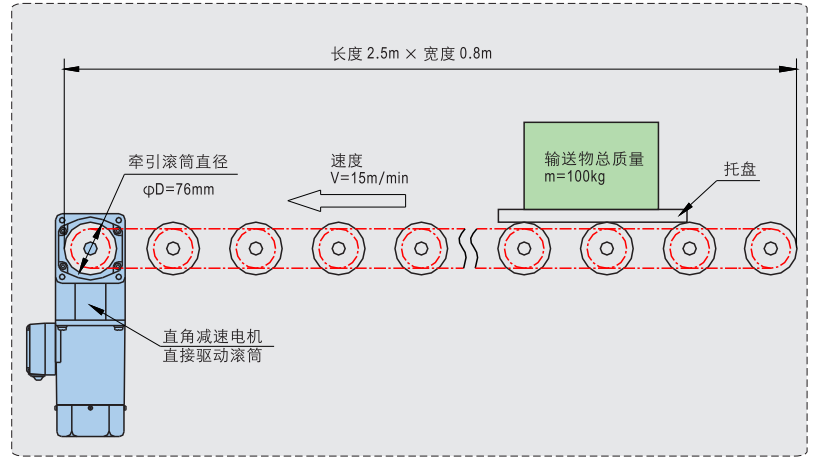 长度 2.5m × 宽度 0.8m
牵引滚筒直径
φD=76mm
速度
V=15m/min
输送物总质量
m=100kg
托盘
直角减速电机
直接驱动滚筒